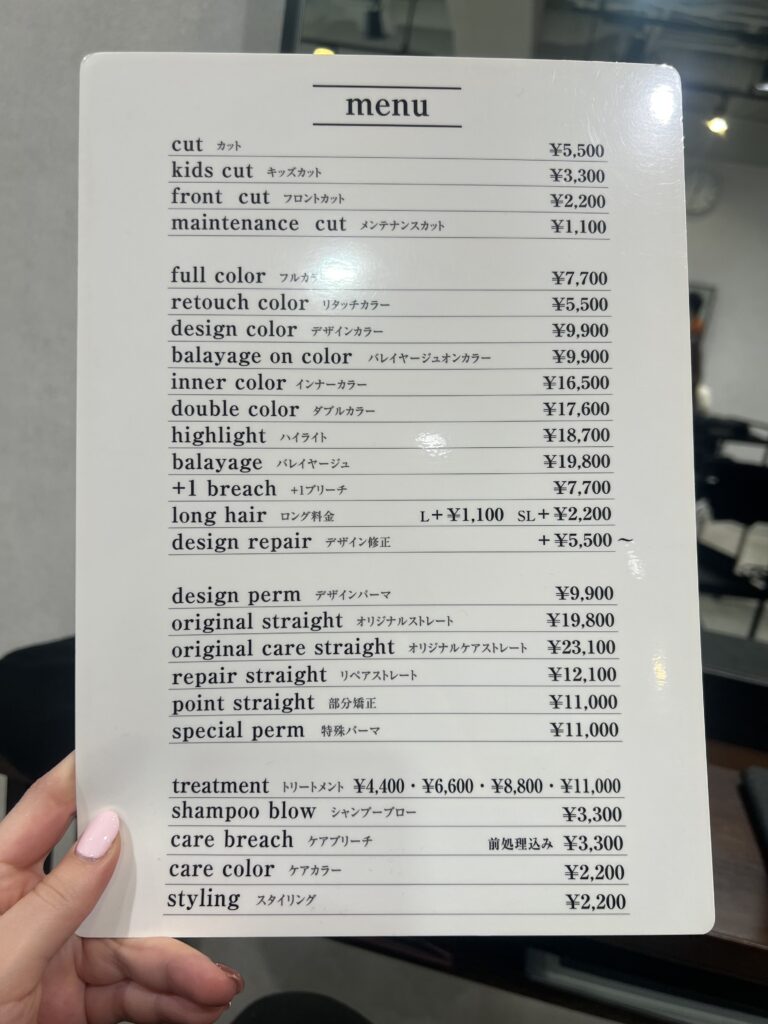 menu
cut カット ¥5,500
kids cut キッズカット ¥3,300
front cut フロントカット ¥2,200
maintenance cut メンテナンスカット ¥1,100
full color フルカラ ¥7,700
retouch color リタッチカラー ¥5,500
design color デザインカラー ¥9,900
balayage on color バレイヤージュオンカラー ¥9,900
inner color インナーカラー ¥16,500
double color ダブルカラー ¥17,600
highlight ハイライト ¥18,700
balayage バレイヤージュ ¥19,800
+1 breach +1ブリーチ ¥7,700
long hair ロング料金 L+¥1,100 SL+¥2,200
design repair デザイン修正 +¥5,500~
design perm デザインパーマ ¥9,900
original straight オリジナルストレート ¥19,800
original care straight オリジナルケアストレート ¥23,100
repair straight リペアストレート ¥12,100
point straight 部分矯正 ¥11,000
special perm 特殊パーマ ¥11,000
treatment トリートメント ¥4,400・¥6,600・¥8,800・¥11,000
shampoo blow シャンプーブロー ¥3,300
care breach ケアブリーチ 前処理込み ¥3,300
care color ケアカラー ¥2,200
styling スタイリング ¥2,200